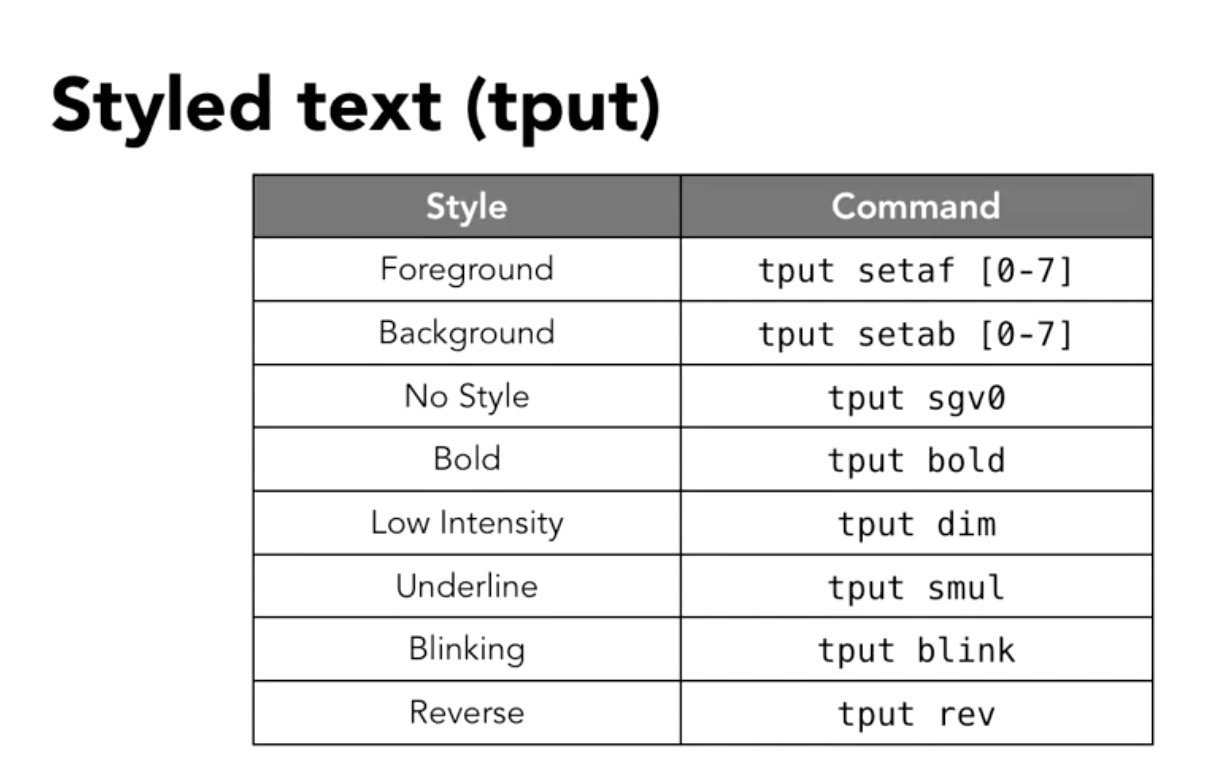 Styled text (tput)
Style Command
Foreground tput setaf [0-7]
Background tput setab [0-7]
No Style tput sgv0
Bold tput bold
Low Intensity tput dim
Underline tput smul
Blinking tput blink
Reverse tput rev